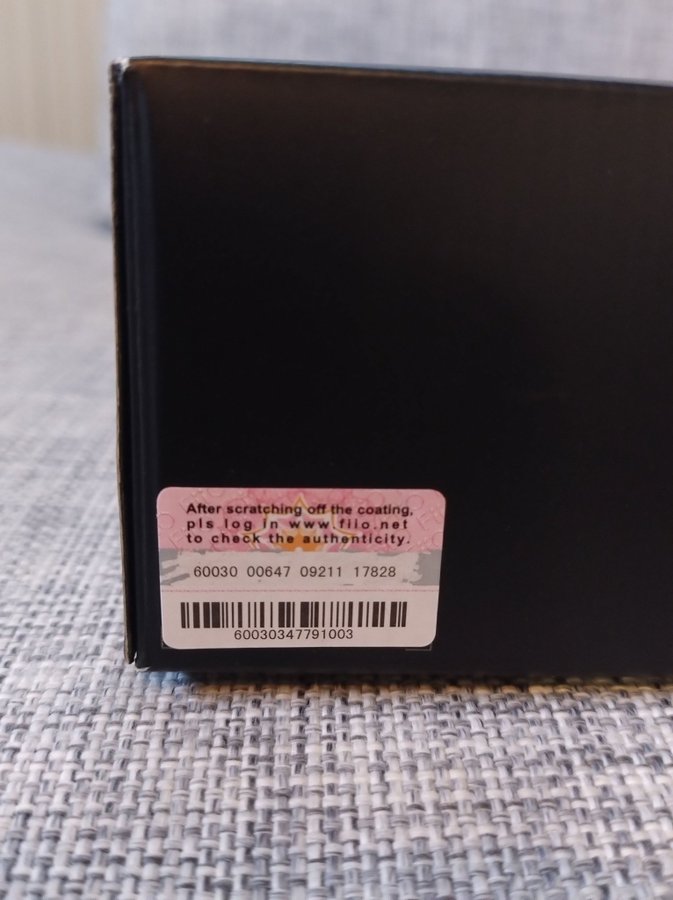 After scratching off the coating,
pls log in www.fiio.net
to check the authenticity.
60030 00647 09211 17828
60030347791003